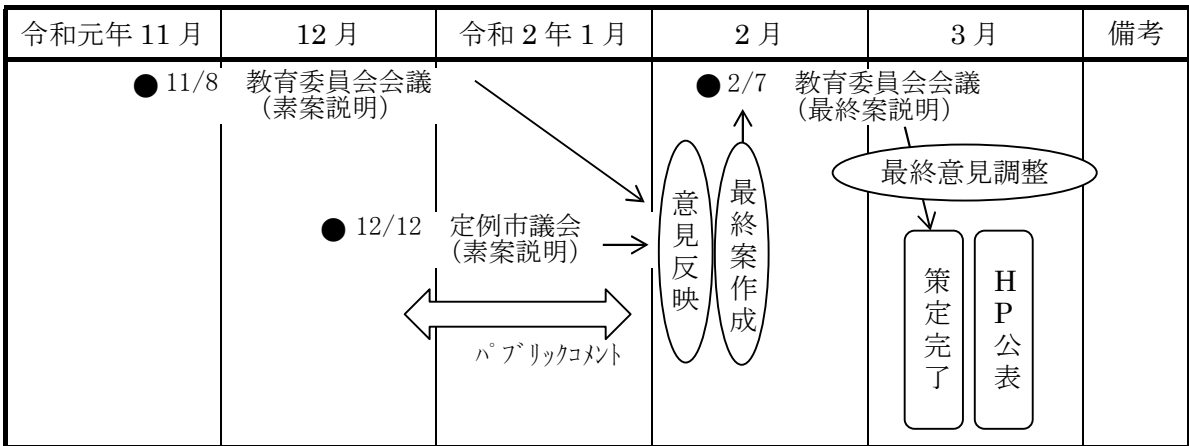 令和元年 11 月
12 月
令和 2 年 1 月
2 月
3 月
備考
●11/8 教育委員会会議
(素案説明)
●2/7 教育委員会会議
(最終案説明)
最終意見調整
意見反映
最終案作成
●12/12 定例市議会
(素案説明)
策定完了
HP公表
ﾊﾟﾌﾞﾘｯｸｺﾒﾝﾄ